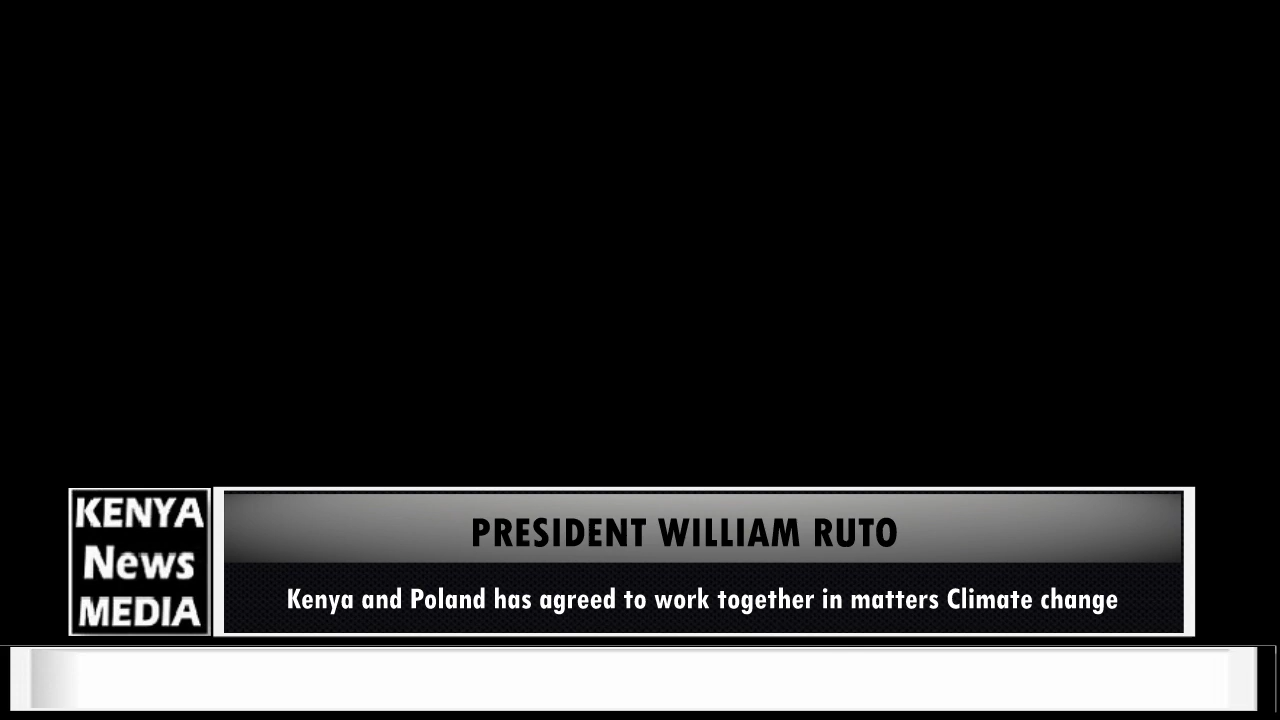 KENYA
News
MEDIA
PRESIDENT WILLIAM RUTO
Kenya and Poland has agreed to work together in matters Climate change